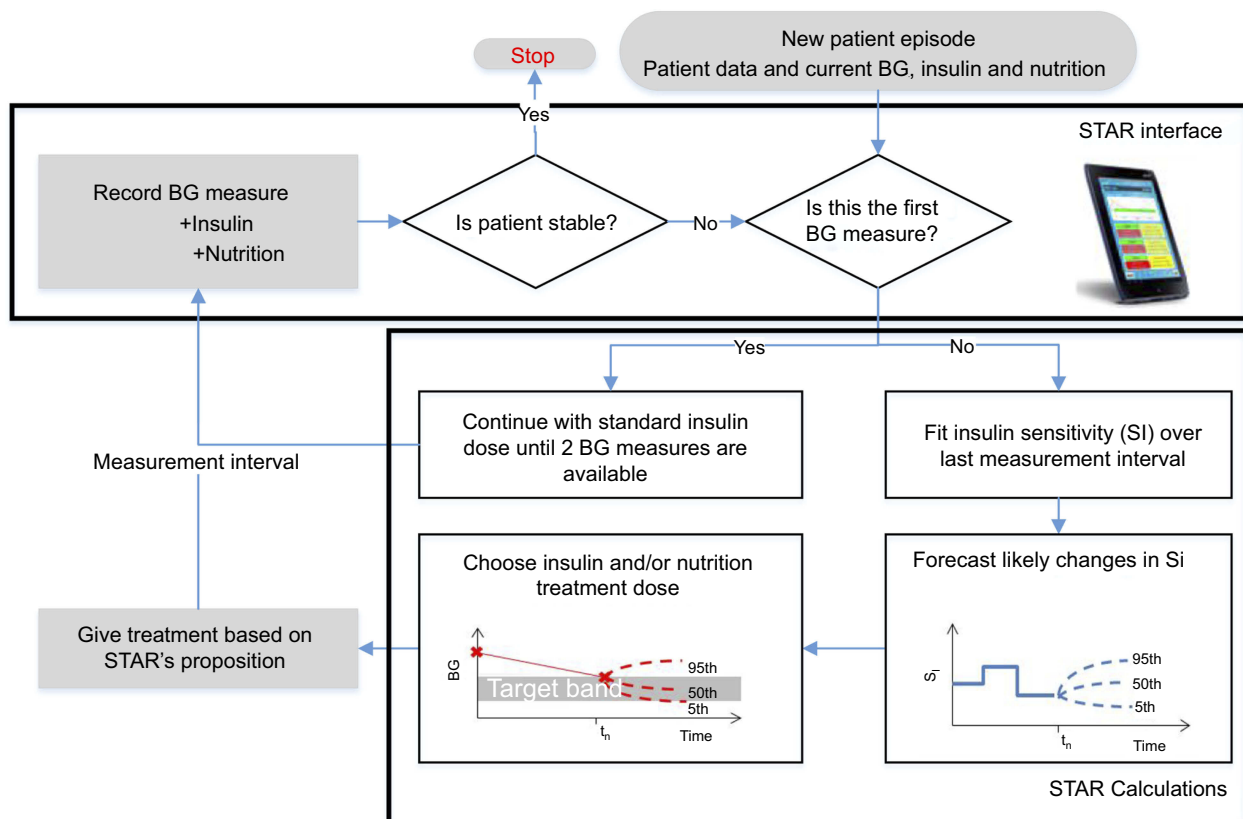 New patient episode
Patient data and current BG, insulin and nutrition
Stop
Yes
STAR interface
Record BG measure
+Insulin
+Nutrition
Is patient stable?
No
Is this the first
BG measure?
Yes
No
Continue with standard insulin
dose until 2 BG measures are
available
Fit insulin sensitivity (SI) over
last measurement interval
Measurement interval
Choose insulin and/or nutrition
treatment dose
BG
Target band
95th
50th
5th
tn
Time
Forecast likely changes in Si
SI
95th
50th
5th
tn
Time
Give treatment based on
STAR's proposition
STAR Calculations